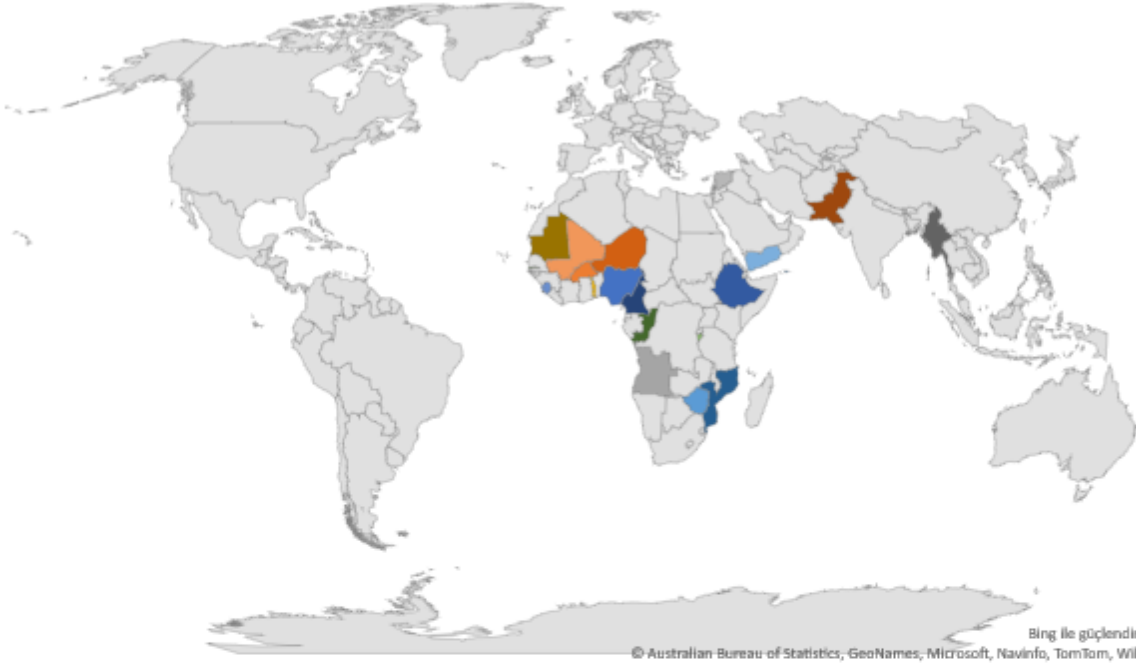 Bing ile güçlendir
© Australian Bureau of Statistics, GeoNames, Microsoft, Navinfo, TomTom, Wi